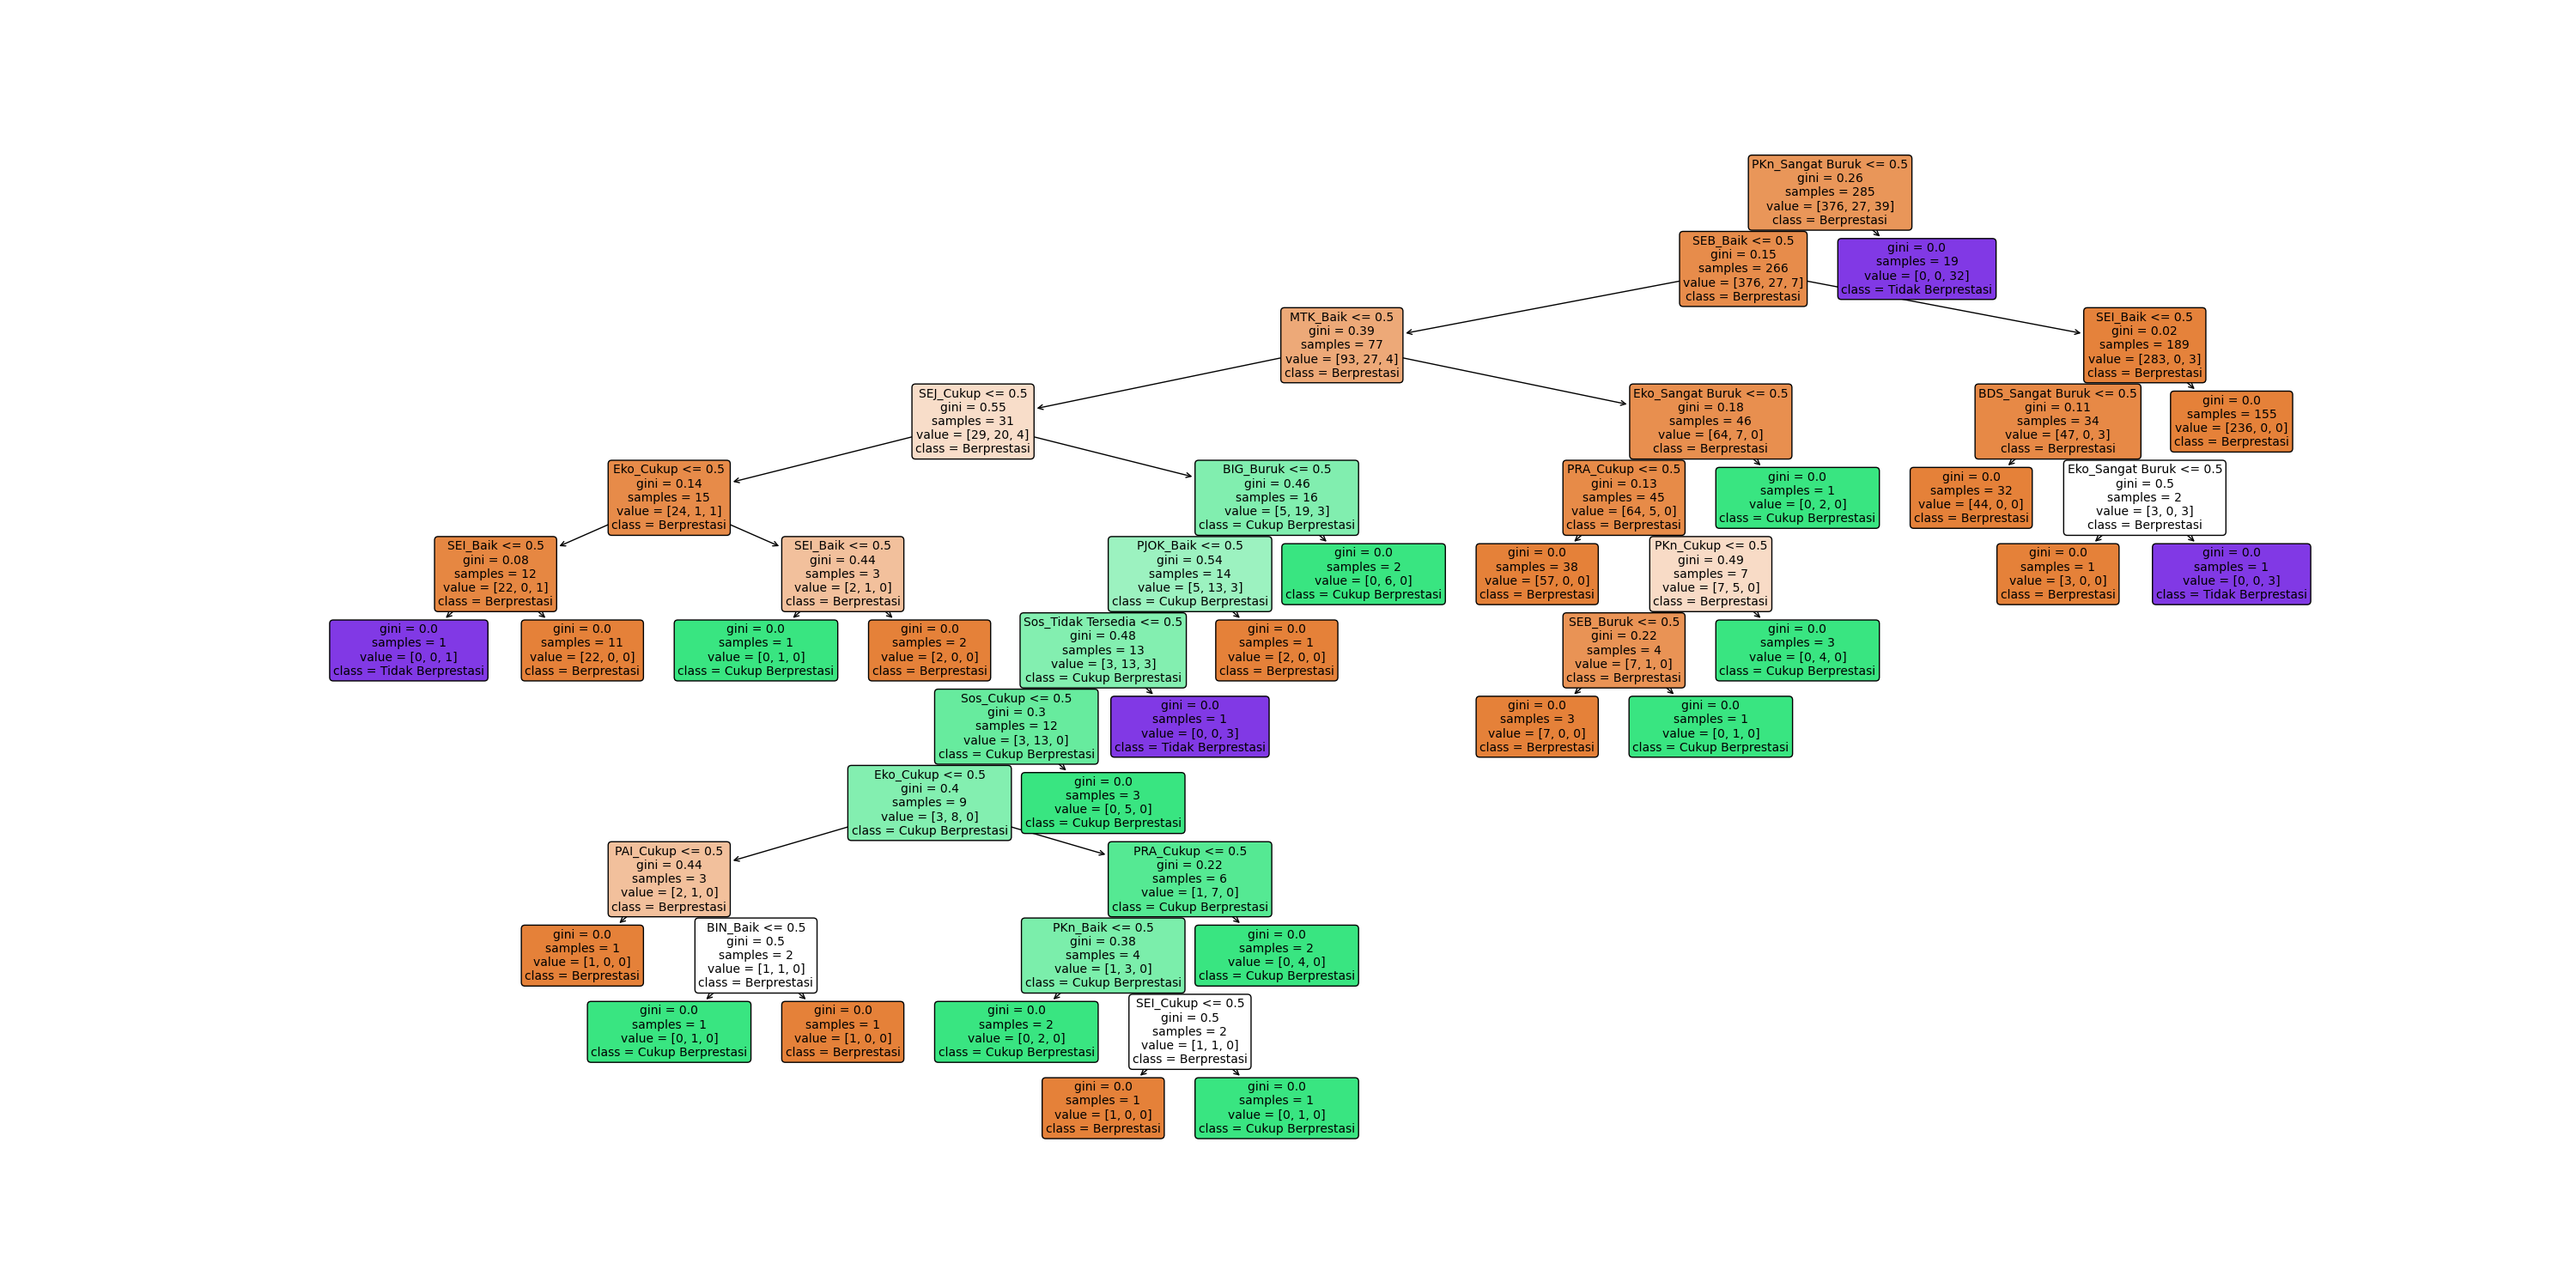 PKn_Sangat Buruk <= 0.5
gini = 0.26
samples = 285
value = [376, 27, 39]
class = Berprestasi
SEB_Baik <= 0.5
gini = 0.15
samples = 266
value = [376, 27, 7]
class = Berprestasi
gini = 0.0
samples = 19
value = [0, 0, 32]
class = Tidak Berprestasi
MTK_Baik <= 0.5
gini = 0.39
samples = 77
value = [93, 27, 4]
class = Berprestasi
SEI_Baik <= 0.5
gini = 0.02
samples = 189
value = [283, 0, 3]
class = Berprestasi
SEJ_Cukup <= 0.5
gini = 0.55
samples = 31
value = [29, 20, 4]
class = Berprestasi
Eko_Sangat Buruk <= 0.5
gini = 0.18
samples = 46
value = [64, 7, 0]
class = Berprestasi
BDS_Sangat Buruk <= 0.5
gini = 0.11
samples = 34
value = [47, 0, 3]
class = Berprestasi
gini = 0.0
samples = 155
value = [236, 0, 0]
class = Berprestasi
Eko_Cukup <= 0.5
gini = 0.14
samples = 15
value = [24, 1, 1]
class = Berprestasi
BIG_Buruk <= 0.5
gini = 0.46
samples = 16
value = [5, 19, 3]
class = Cukup Berprestasi
PRA_Cukup <= 0.5
gini = 0.13
samples = 45
value = [64, 5, 0]
class = Berprestasi
gini = 0.0
samples = 1
value = [0, 2, 0]
class = Cukup Berprestasi
gini = 0.0
samples = 32
value = [44, 0, 0]
class = Berprestasi
Eko_Sangat Buruk <= 0.5
gini = 0.5
samples = 2
value = [3, 0, 3]
class = Berprestasi
SEI_Baik <= 0.5
gini = 0.08
samples = 12
value = [22, 0, 1]
class = Berprestasi
SEI_Baik <= 0.5
gini = 0.44
samples = 3
value = [2, 1, 0]
class = Berprestasi
PJOK_Baik <= 0.5
gini = 0.54
samples = 14
value = [5, 13, 3]
class = Cukup Berprestasi
gini = 0.0
samples = 2
value = [0, 6, 0]
class = Cukup Berprestasi
gini = 0.0
samples = 38
value = [57, 0, 0]
class = Berprestasi
PKn_Cukup <= 0.5
gini = 0.49
samples = 7
value = [7, 5, 0]
class = Berprestasi
gini = 0.0
samples = 1
value = [3, 0, 0]
class = Berprestasi
gini = 0.0
samples = 1
value = [0, 0, 3]
class = Tidak Berprestasi
gini = 0.0
samples = 1
value = [0, 0, 1]
class = Tidak Berprestasi
gini = 0.0
samples = 11
value = [22, 0, 0]
class = Berprestasi
gini = 0.0
samples = 1
value = [0, 1, 0]
class = Cukup Berprestasi
gini = 0.0
samples = 2
value = [2, 0, 0]
class = Berprestasi
Sos_Tidak Tersedia <= 0.5
gini = 0.48
samples = 13
value = [3, 13, 3]
class = Cukup Berprestasi
gini = 0.0
samples = 1
value = [2, 0, 0]
class = Berprestasi
SEB_Buruk <= 0.5
gini = 0.22
samples = 4
value = [7, 1, 0]
class = Berprestasi
gini = 0.0
samples = 3
value = [0, 4, 0]
class = Cukup Berprestasi
Sos_Cukup <= 0.5
gini = 0.3
samples = 12
value = [3, 13, 0]
class = Cukup Berprestasi
gini = 0.0
samples = 1
value = [0, 0, 3]
class = Tidak Berprestasi
gini = 0.0
samples = 3
value = [7, 0, 0]
class = Berprestasi
gini = 0.0
samples = 1
value = [0, 1, 0]
class = Cukup Berprestasi
Eko_Cukup <= 0.5
gini = 0.4
samples = 9
value = [3, 8, 0]
class = Cukup Berprestasi
gini = 0.0
samples = 3
value = [0, 5, 0]
class = Cukup Berprestasi
PAI_Cukup <= 0.5
gini = 0.44
samples = 3
value = [2, 1, 0]
class = Berprestasi
PRA_Cukup <= 0.5
gini = 0.22
samples = 6
value = [1, 7, 0]
class = Cukup Berprestasi
gini = 0.0
samples = 1
value = [1, 0, 0]
class = Berprestasi
BIN_Baik <= 0.5
gini = 0.5
samples = 2
value = [1, 1, 0]
class = Berprestasi
PKn_Baik <= 0.5
gini = 0.38
samples = 4
value = [1, 3, 0]
class = Cukup Berprestasi
gini = 0.0
samples = 2
value = [0, 4, 0]
class = Cukup Berprestasi
gini = 0.0
samples = 1
value = [0, 1, 0]
class = Cukup Berprestasi
gini = 0.0
samples = 1
value = [1, 0, 0]
class = Berprestasi
gini = 0.0
samples = 2
value = [0, 2, 0]
class = Cukup Berprestasi
SEI_Cukup <= 0.5
gini = 0.5
samples = 2
value = [1, 1, 0]
class = Berprestasi
gini = 0.0
samples = 1
value = [1, 0, 0]
class = Berprestasi
gini = 0.0
samples = 1
value = [0, 1, 0]
class = Cukup Berprestasi